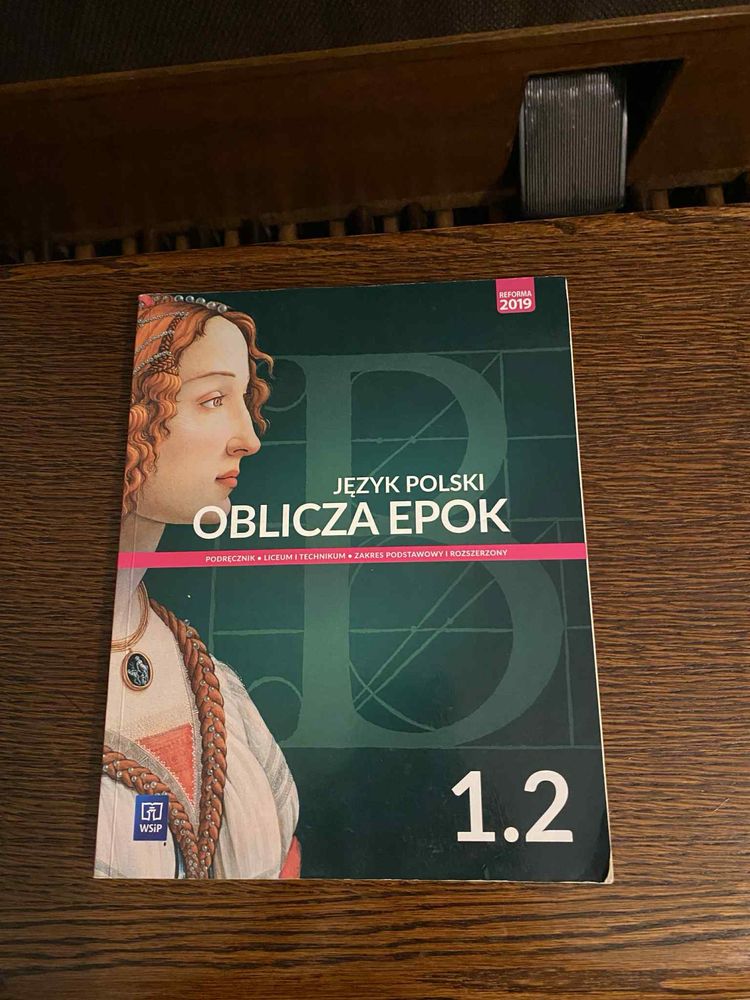 REFORMA
2019
JĘZYK POLSKI
OBLICZA EPOK
PODRĘCZNIK • LICEUM I TECHNIKUM • ZAKRES PODSTAWOWY I ROZSZERZONY
B
1.2
WSiP